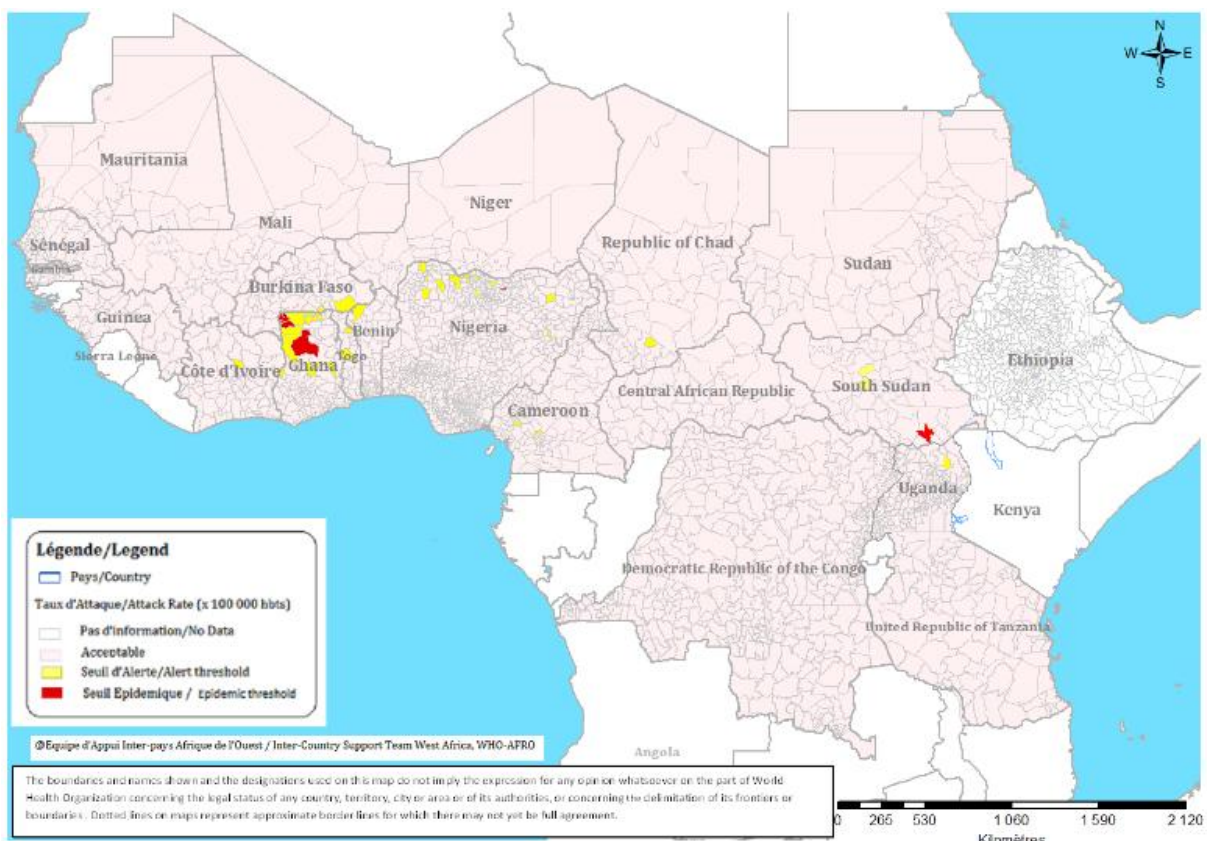 N
W E
S
Mauritania
Mali
Niger
Republic of Chad
Sudan
Sénégal
Gambia
Burkina Faso
Guinea
Nigeria
Benin
Sierra Leone
Côte d'Ivoire
Ghana
Togo
Ethiopia
South Sudan
Central African Republic
Cameroon
Uganda
Kenya
Democratic Republic of the Congo
United Republic of Tanzania
Angola
Légende/Legend
Pays/Country
Taux d'Attaque/Attack Rate (x 100 000 hbts)
Pas d'information/No Data
Acceptable
Seuil d'Alerte/Alert threshold
Seuil Epidemique / Epidemic threshold
@Equipe d'Appui Inter-pays Afrique de l'Ouest / Inter-Country Support Team West Africa, WHO-AFRO
The boundaries and names shown and the designations used on this map do not imply the expression for any opinion whatsoever on the part of World
Health Organization concerning the legal status of any country, territory, city or area or of its authorities, or concerning the delimitation of its frontiers or
boundaries. Dotted lines on maps represent approximate border lines for which there may not yet be full agreement.
0 265 530 1 060 1 590 2 120
Kilomètres